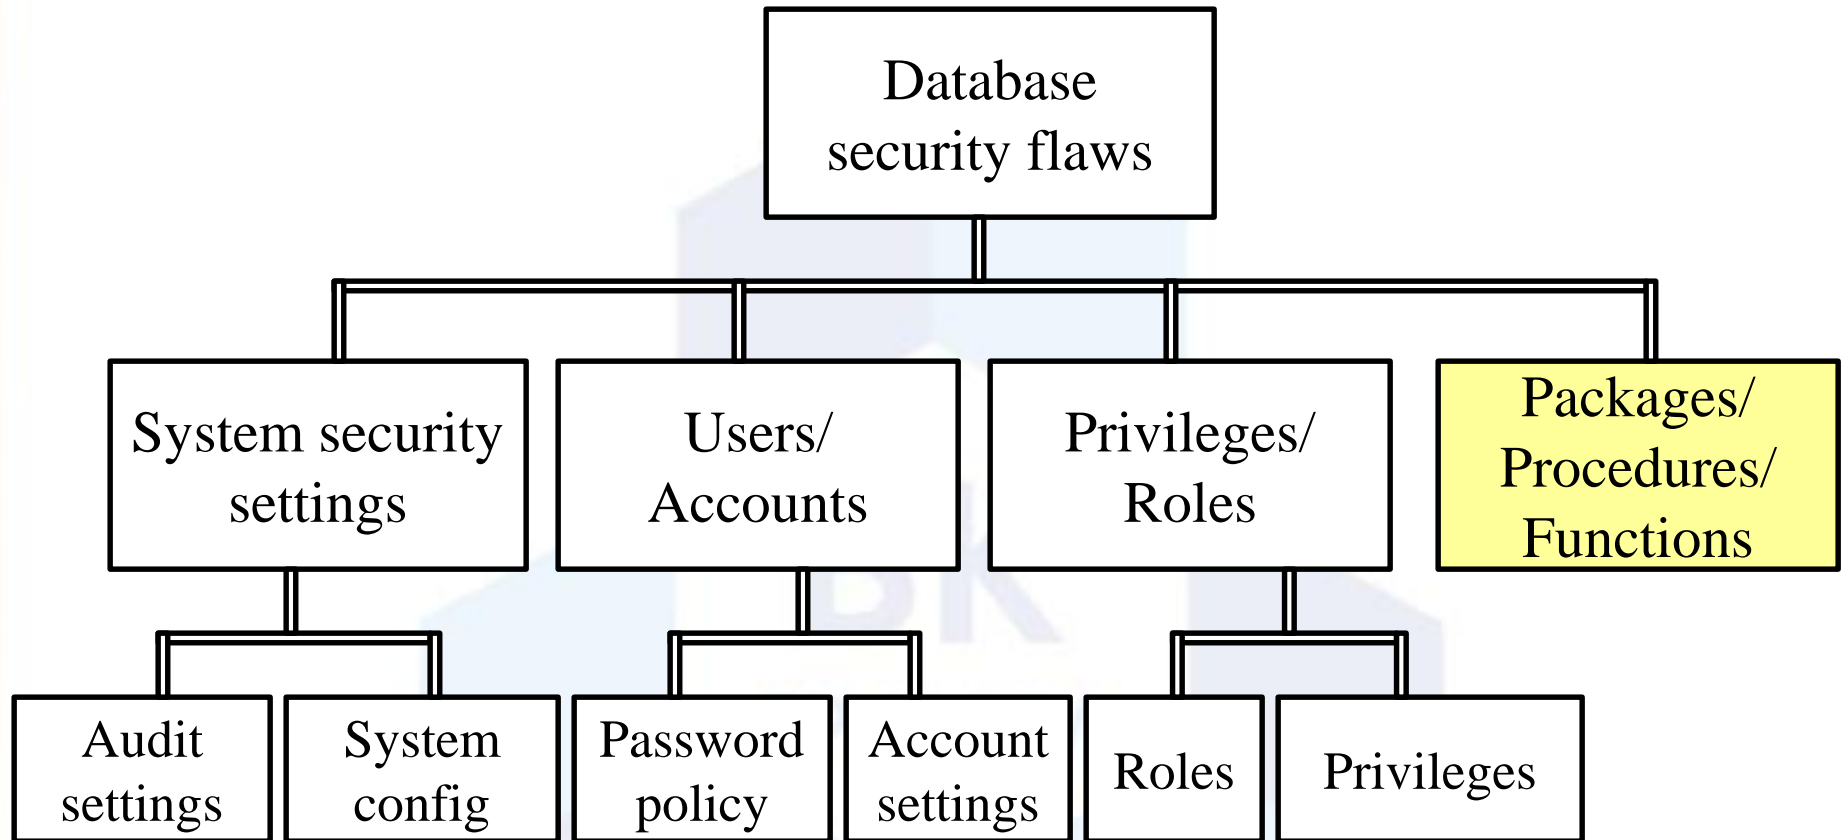 Database
security flaws
System security
settings
Users/
Accounts
Privileges/
Roles
Packages/
Procedures/
Functions
Audit
settings
System
config
Password
policy
Account
settings
Roles
Privileges
BK